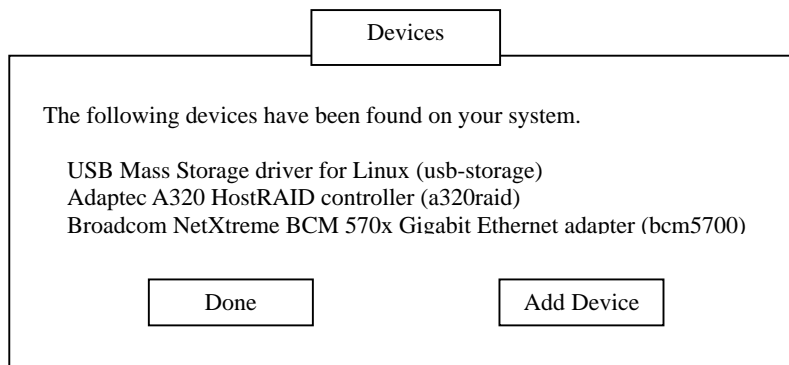 Devices
The following devices have been found on your system.
USB Mass Storage driver for Linux (usb-storage)
Adaptec A320 HostRAID controller (a320raid)
Broadcom NetXtreme BCM 570x Gigabit Ethernet adapter (bcm5700)
Done
Add Device